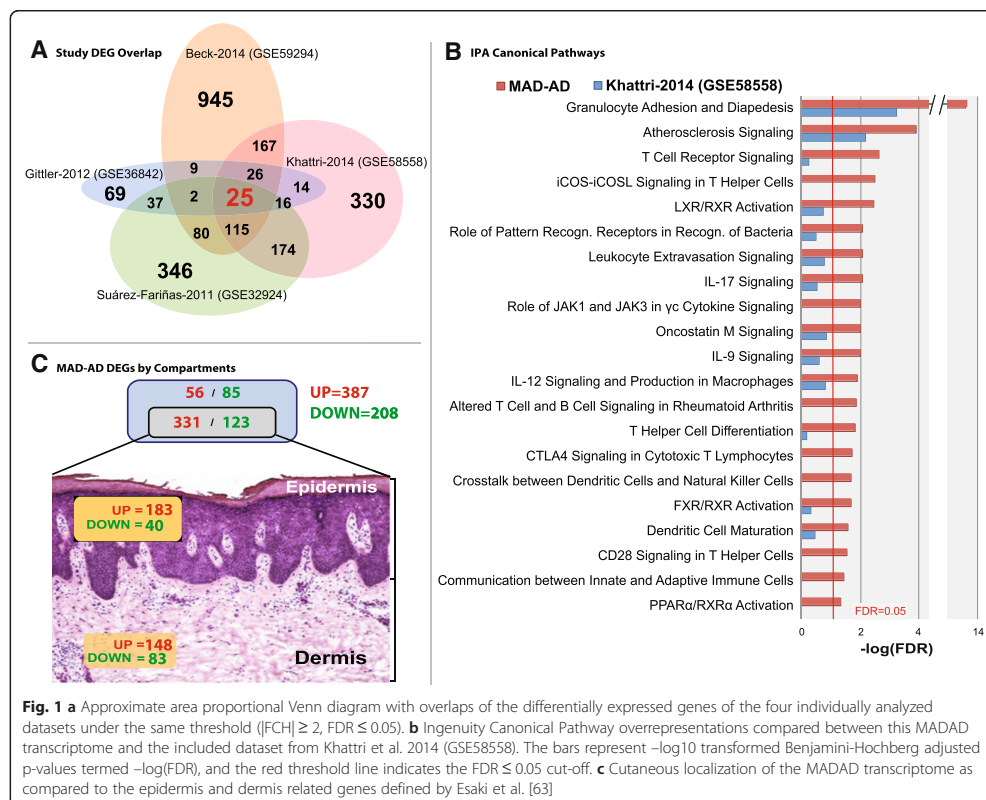 A Study DEG Overlap
Beck-2014 (GSE59294)
945
167
Khattri-2014 (GSE58558)
9
26
14
Gittler-2012 (GSE36842)
69
37
2
25
16
330
80
115
174
346
Suárez-Fariñas-2011 (GSE32924)
B IPA Canonical Pathways
MAD-AD Khattri-2014 (GSE58558)
Granulocyte Adhesion and Diapedesis
Atherosclerosis Signaling
T Cell Receptor Signaling
iCOS-iCOSL Signaling in T Helper Cells
LXR/RXR Activation
Role of Pattern Recogn. Receptors in Recogn. of Bacteria
Leukocyte Extravasation Signaling
IL-17 Signaling
Role of JAK1 and JAK3 in γc Cytokine Signaling
Oncostatin M Signaling
IL-9 Signaling
IL-12 Signaling and Production in Macrophages
Altered T Cell and B Cell Signaling in Rheumatoid Arthritis
T Helper Cell Differentiation
CTLA4 Signaling in Cytotoxic T Lymphocytes
Crosstalk between Dendritic Cells and Natural Killer Cells
FXR/RXR Activation
Dendritic Cell Maturation
CD28 Signaling in T Helper Cells
Communication between Innate and Adaptive Immune Cells
PPARα/RXRα Activation
FDR=0.05
0 2 4 14
-log(FDR)
C MAD-AD DEGs by Compartments
56 / 85
331 / 123
UP=387
DOWN=208
Epidermis
UP = 183
DOWN = 40
UP =148
DOWN = 83
Dermis
Fig. 1 a Approximate area proportional Venn diagram with overlaps of the differentially expressed genes of the four individually analyzed
datasets under the same threshold (|FCH| ≥ 2, FDR ≤ 0.05). b Ingenuity Canonical Pathway overrepresentations compared between this MADAD
transcriptome and the included dataset from Khattri et al. 2014 (GSE58558). The bars represent –log10 transformed Benjamini-Hochberg adjusted
p-values termed –log(FDR), and the red threshold line indicates the FDR ≤ 0.05 cut-off. c Cutaneous localization of the MADAD transcriptome as
compared to the epidermis and dermis related genes defined by Esaki et al. [63]